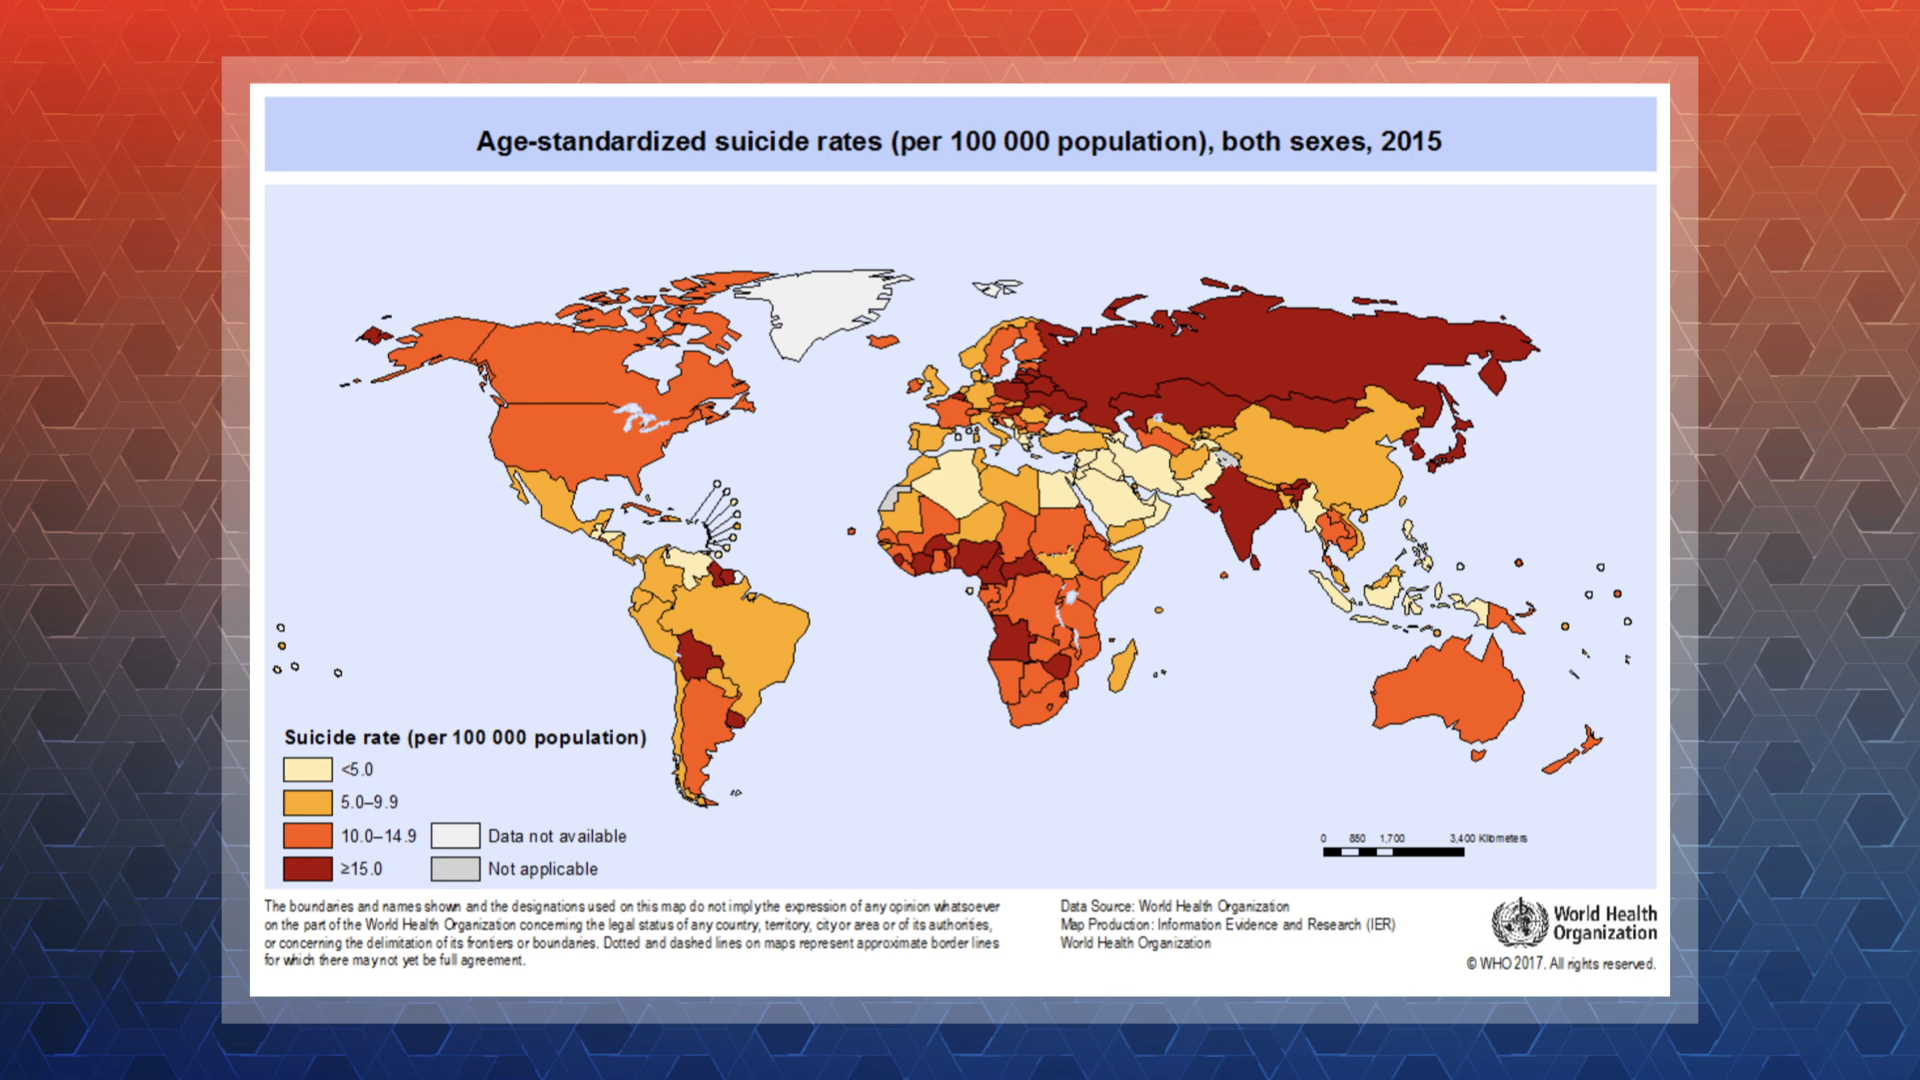 Age-standardized suicide rates (per 100 000 population), both sexes, 2015
Suicide rate (per 100 000 population)
<5.0
5.0–9.9
10.0–14.9
≥15.0
Data not available
Not applicable
0 850 1,700 3,400 Kilometers
The boundaries and names shown and the designations used on this map do not imply the expression of any opinion whatsoever
on the part of the World Health Organization concerning the legal status of any country, territory, city or area or of its authorities,
or concerning the delimitation of its frontiers or boundaries. Dotted and dashed lines on maps represent approximate border lines
for which there may not yet be full agreement.
Data Source: World Health Organization
Map Production: Information Evidence and Research (IER)
World Health Organization
World Health
Organization
© WHO 2017. All rights reserved.